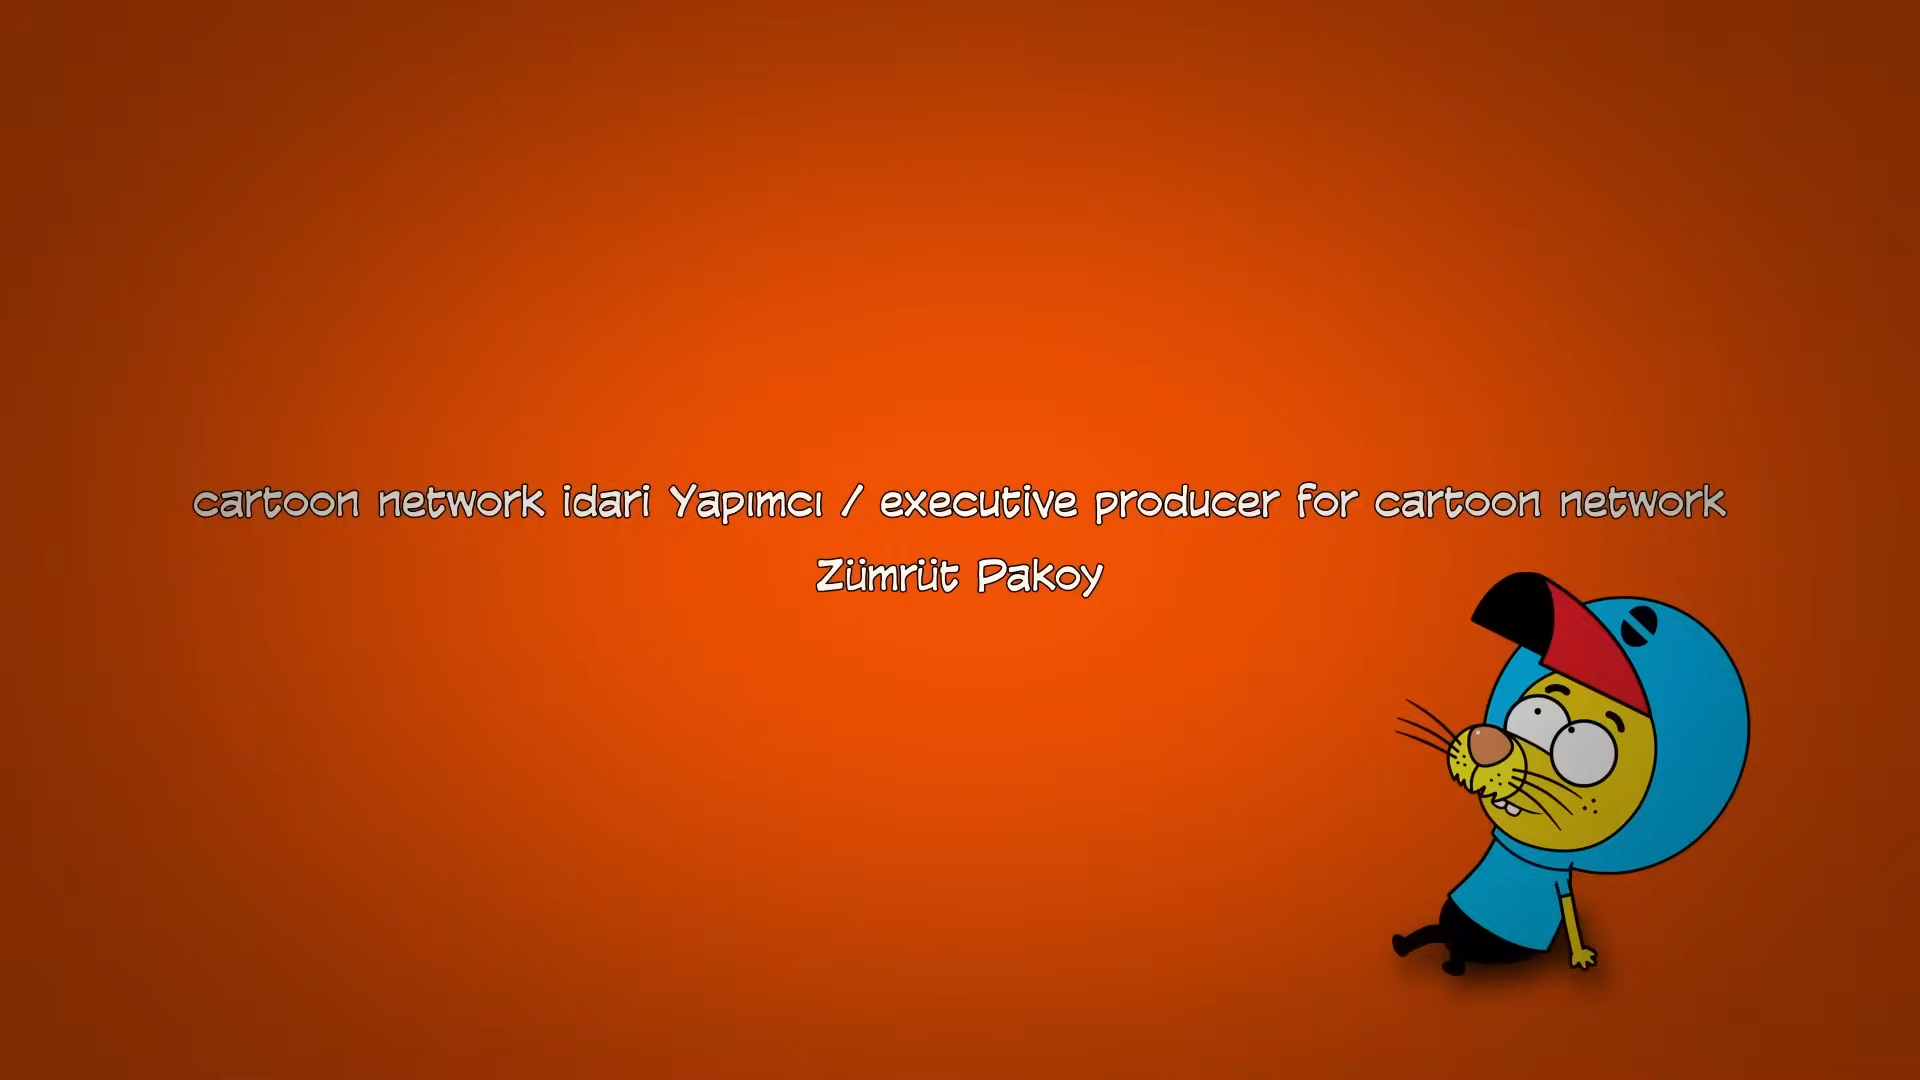 cartoon network idari Yapımcı / executive producer for cartoon network
Zümrüt Pakoy